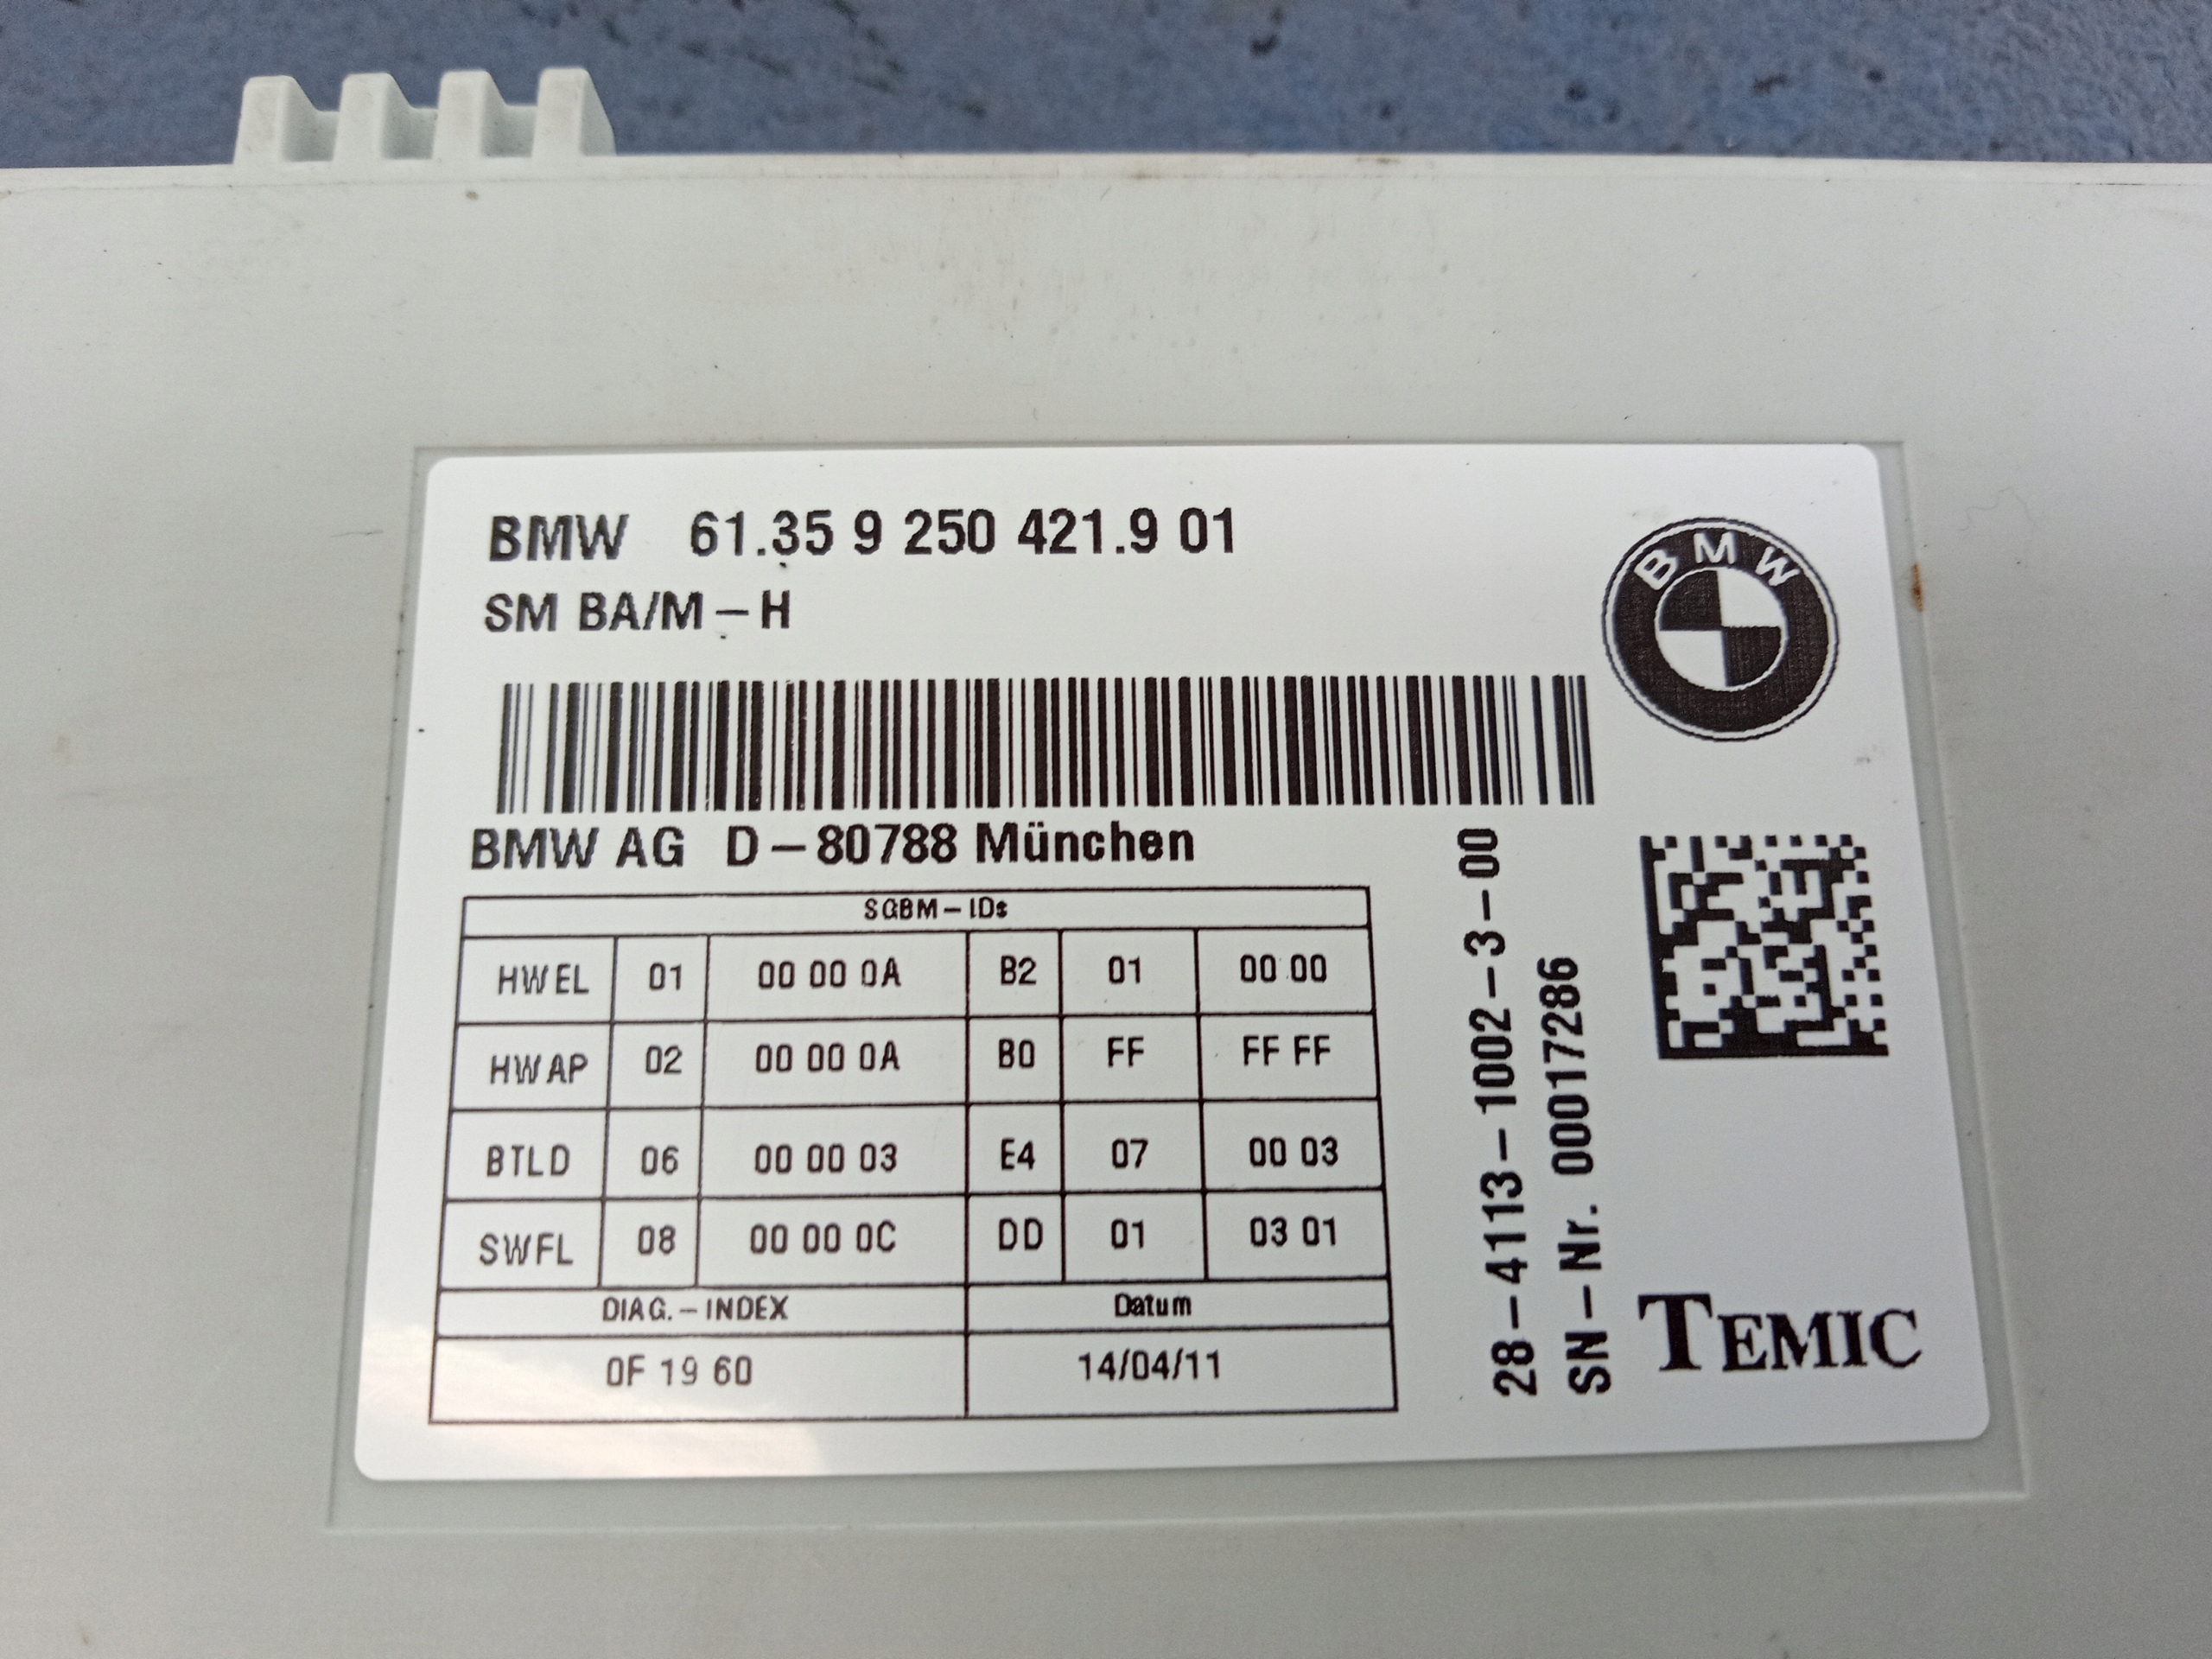 BMW 61.35 9 250 421.9 01
SM BA/M-H
BMW
BMW AG D-80788 München
SGBM-IDs
HWEL 01 00 00 0A B2 01 00 00
HWAP 02 00 00 0A B0 FF FF FF
BTLD 06 00 00 03 E4 07 00 03
SWFL 08 00 00 0C DD 01 03 01
DIAG.-INDEX Datum
0F 19 60 14/04/11
28-4113-1002-3-00
SN-Nr. 00017286
TEMIC